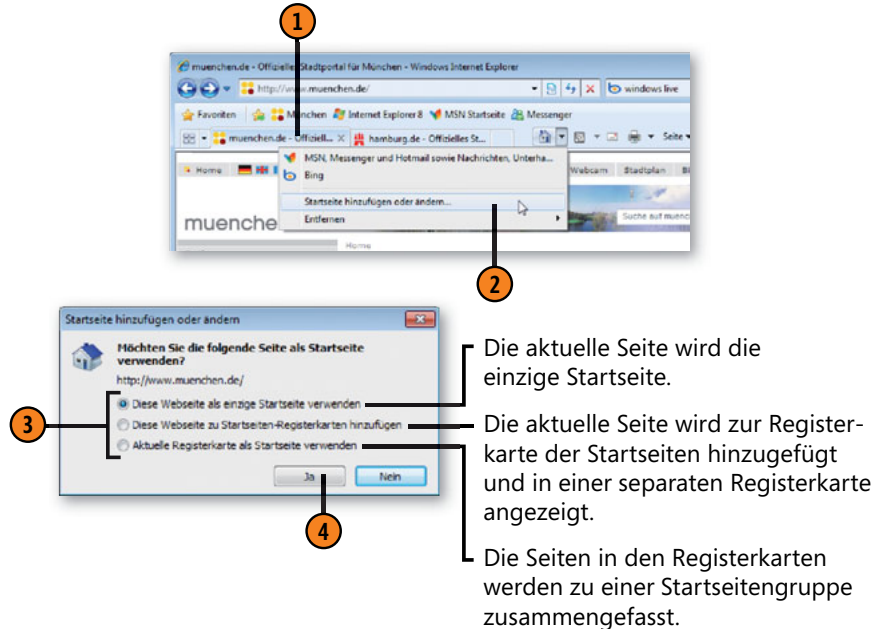 1
muenchen.de - Offizielles Stadtportal für München - Windows Internet Explorer
http://www.muenchen.de/
windows live
Favoriten München Internet Explorer 8 MSN Startseite Messenger
muenchen.de - Offiziell... hamburg.de - Offizielles St... Seite
MSN, Messenger und Hotmail sowie Nachrichten, Unterha...
Home Webcam Stadtplan
Bing
Startseite hinzufügen oder ändern...
Suche auf muenc
Entfernen
muenche
Home
2
Startseite hinzufügen oder ändern
Möchten Sie die folgende Seite als Startseite
verwenden?
http://www.muenchen.de/
Diese Webseite als einzige Startseite verwenden
3
Diese Webseite zu Startseiten-Registerkarten hinzufügen
Aktuelle Registerkarte als Startseite verwenden
Ja Nein
4
Die aktuelle Seite wird die
einzige Startseite.
Die aktuelle Seite wird zur Register-
karte der Startseiten hinzugefügt
und in einer separaten Registerkarte
angezeigt.
Die Seiten in den Registerkarten
werden zu einer Startseitengruppe
zusammengefasst.